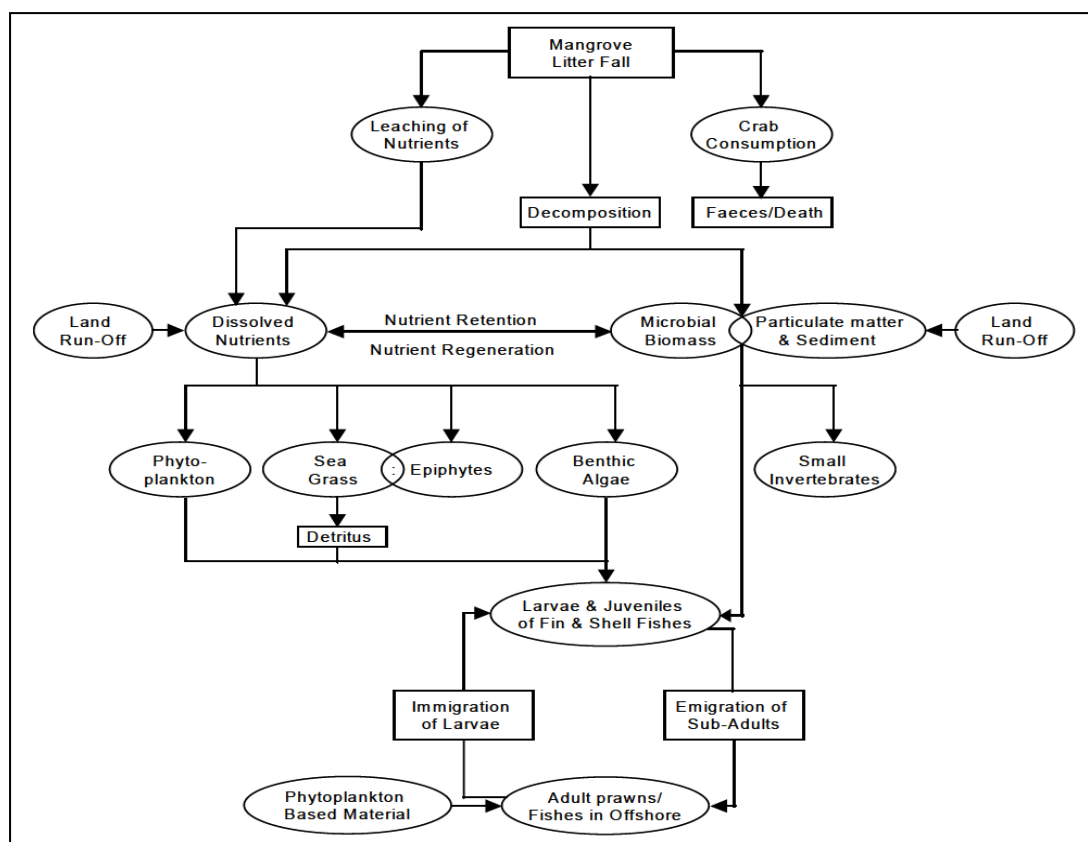 Mangrove
Litter Fall
Leaching of
Nutrients
Crab
Consumption
Decomposition
Faeces/Death
Land
Run-Off
Dissolved
Nutrients
Nutrient Retention
Nutrient Regeneration
Microbial
Biomass
Particulate matter
& Sediment
Land
Run-Off
Phyto-
plankton
Sea
Grass
:
Epiphytes
Benthic
Algae
Small
Invertebrates
Detritus
Larvae & Juveniles
of Fin & Shell Fishes
Immigration
of Larvae
Emigration of
Sub-Adults
Phytoplankton
Based Material
Adult prawns/
Fishes in Offshore